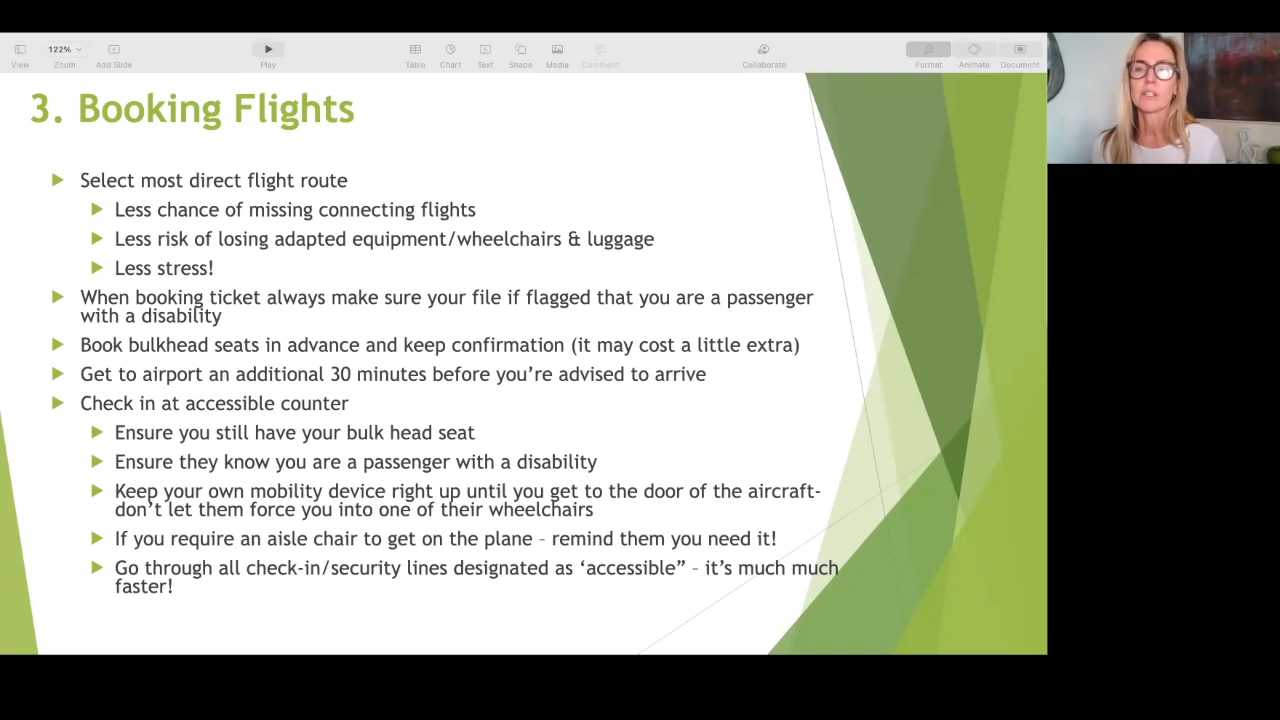 122%
View
Zoom
Add Slide
Play
Table
Chart
Text
Shape
Media
Comment
Collaborate
Format
Animate
Document
3. Booking Flights
Select most direct flight route
Less chance of missing connecting flights
Less risk of losing adapted equipment/wheelchairs & luggage
Less stress!
When booking ticket always make sure your file if flagged that you are a passenger
with a disability
Book bulkhead seats in advance and keep confirmation (it may cost a little extra)
Get to airport an additional 30 minutes before you’re advised to arrive
Check in at accessible counter
Ensure you still have your bulk head seat
Ensure they know you are a passenger with a disability
Keep your own mobility device right up until you get to the door of the aircraft-
don’t let them force you into one of their wheelchairs
If you require an aisle chair to get on the plane – remind them you need it!
Go through all check-in/security lines designated as ‘accessible” – it’s much much
faster!